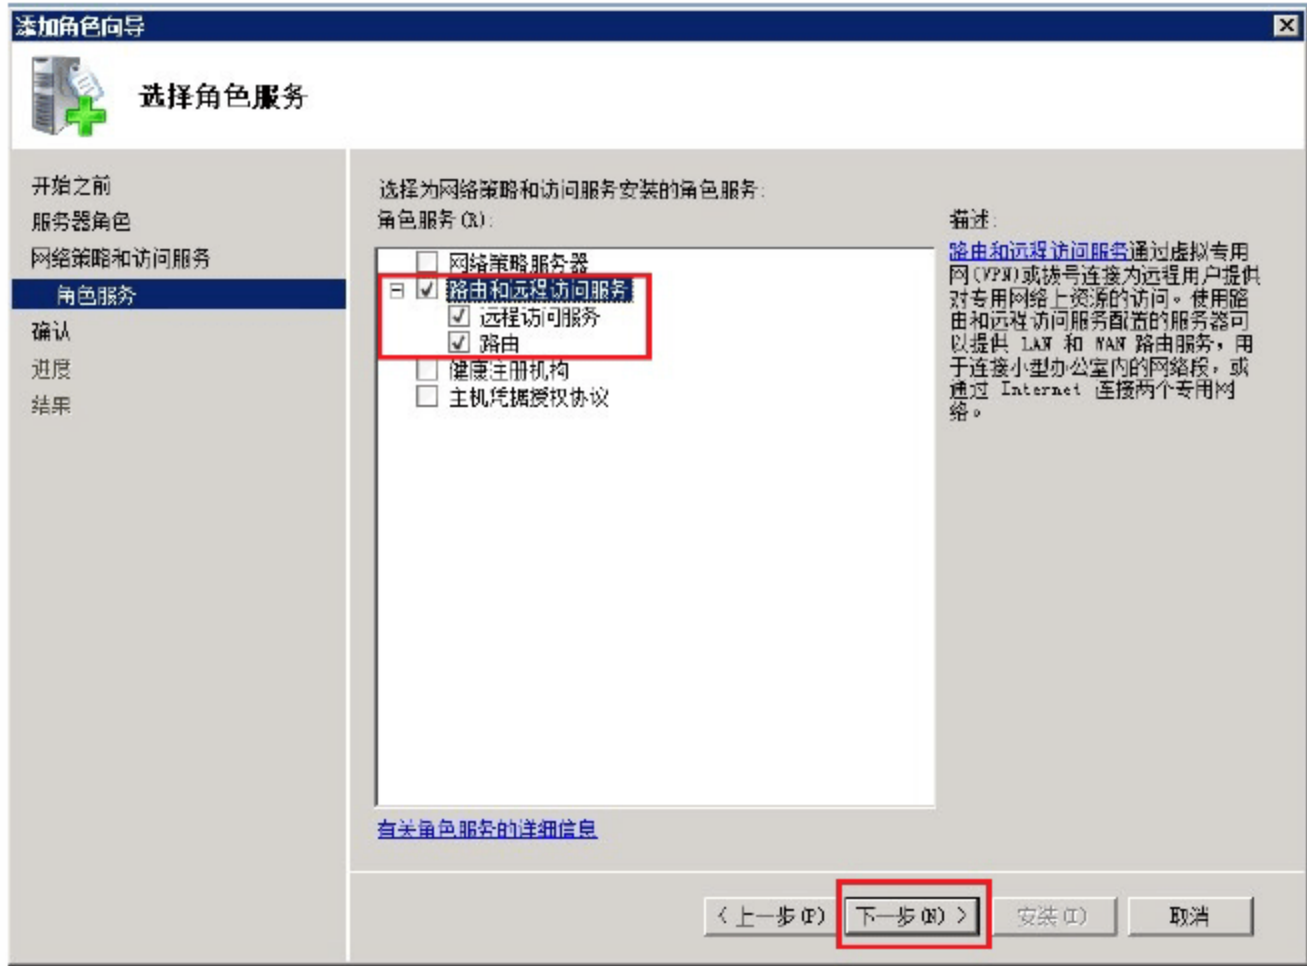 添加角色向导
选择角色服务
开始之前
服务器角色
网络策略和访问服务
角色服务
确认
进度
结果
选择为网络策略和访问服务安装的角色服务:
角色服务(R):
网络策略服务器
路由和远程访问服务
远程访问服务
路由
健康注册机构
主机凭据授权协议
有关角色服务的详细信息
描述:
路由和远程访问服务通过虚拟专用
网(VPN)或拔号连接为远程用户提供
对专用网络上资源的访问。使用路
由和远程访问服务配置的服务器可
以提供 LAN 和 WAN 路由服务，用
于连接小型办公室内的网络段，或
通过 Internet 连接两个专用网
络。
< 上一步(P)
下一步(N) >
安装(I)
取消